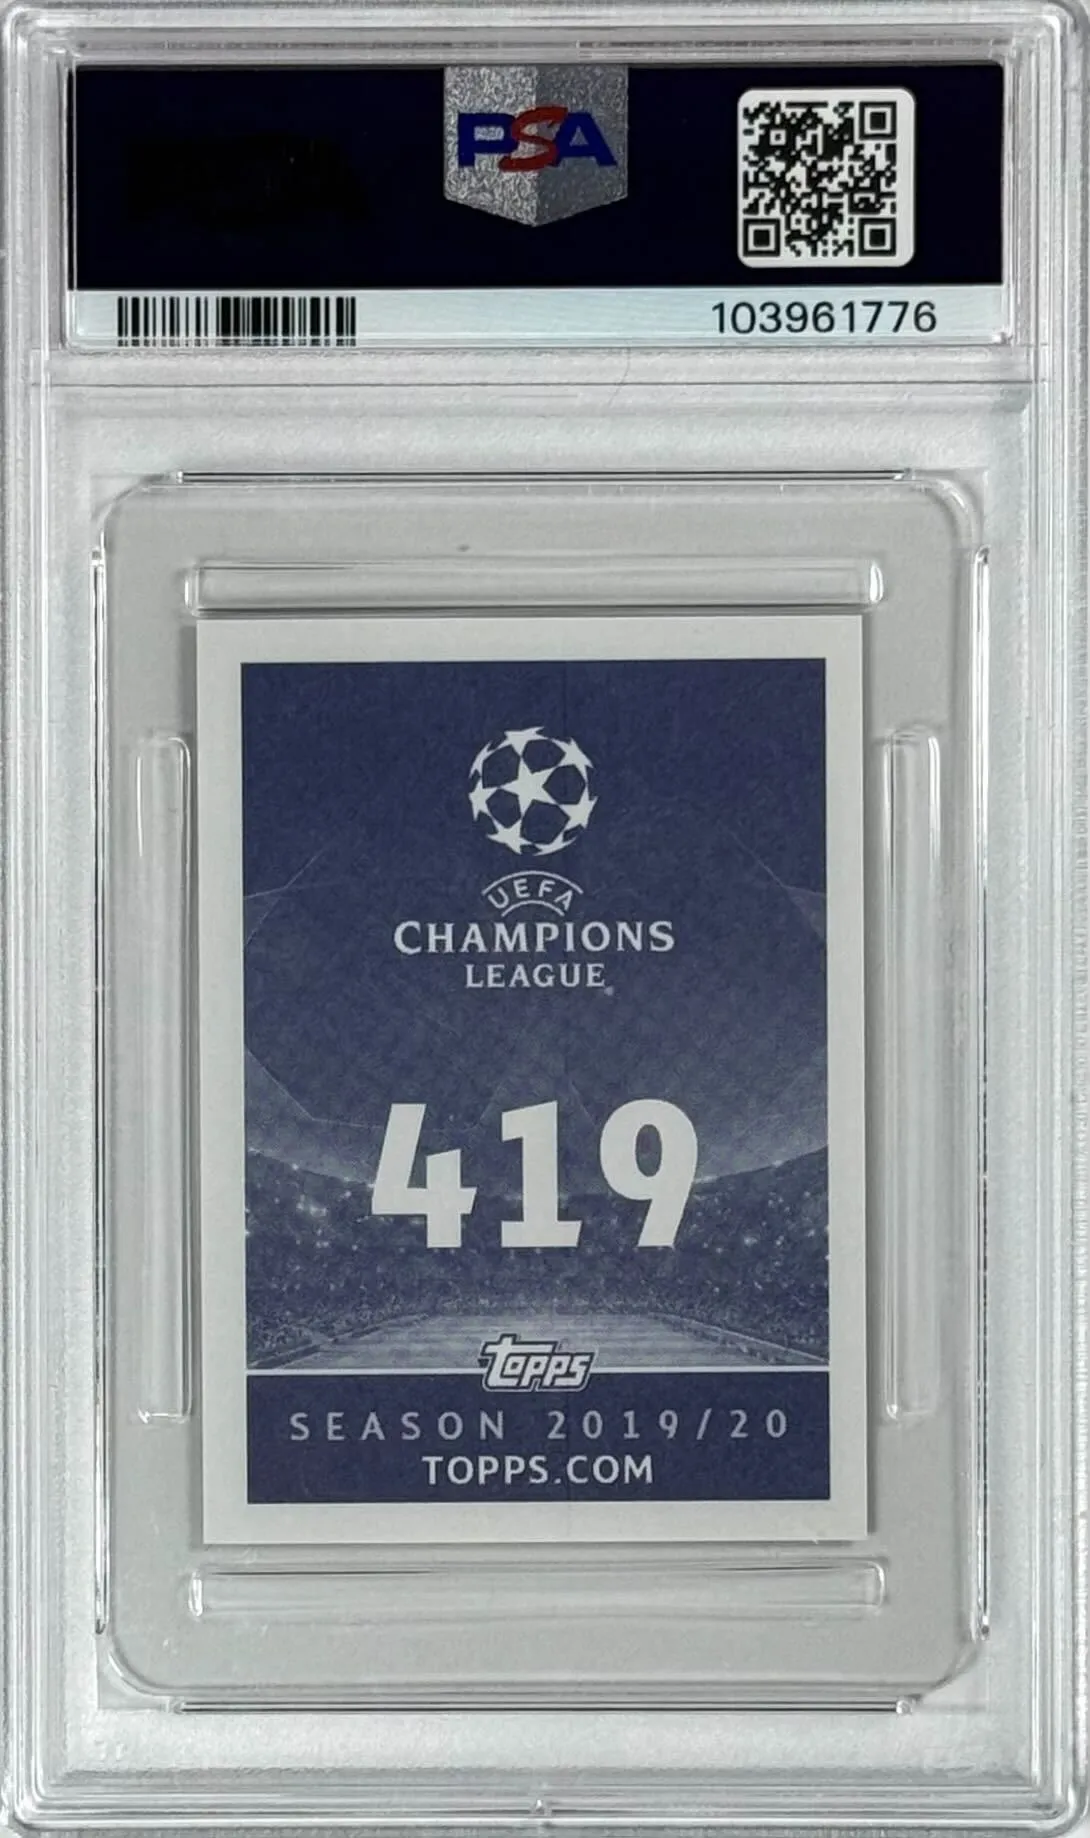 PSA
103961776
UEFA
CHAMPIONS
LEAGUE
419
topps
SEASON 2019/20
TOPPS.COM